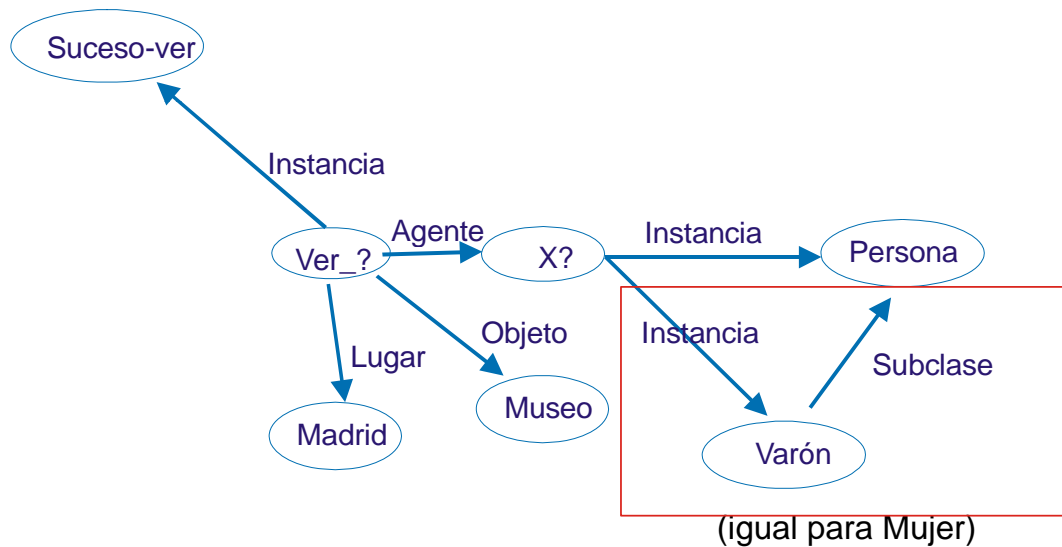 Suceso-ver
Instancia
Agente
Instancia
Ver_?
X?
Persona
Objeto
Instancia
Lugar
Subclase
Madrid
Museo
Varón
(igual para Mujer)